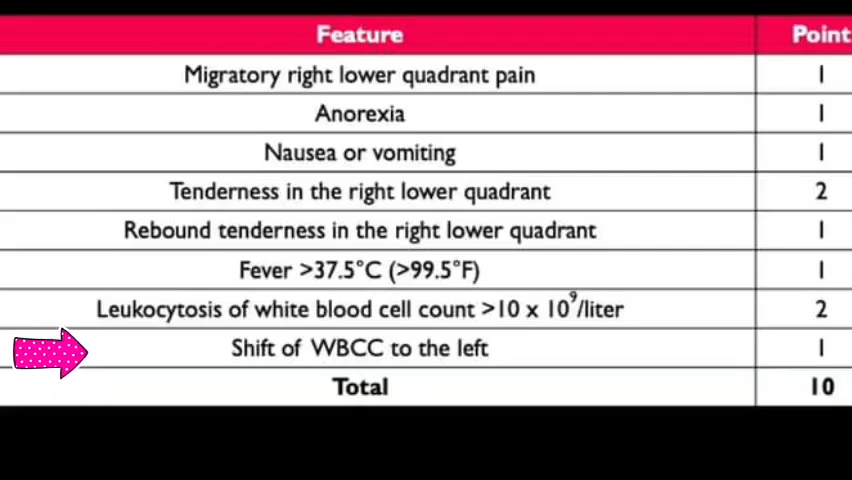 Feature Point
Migratory right lower quadrant pain 1
Anorexia 1
Nausea or vomiting 1
Tenderness in the right lower quadrant 2
Rebound tenderness in the right lower quadrant 1
Fever >37.5°C (>99.5°F) 1
Leukocytosis of white blood cell count >10 x 10⁹/liter 2
Shift of WBCC to the left 1
Total 10